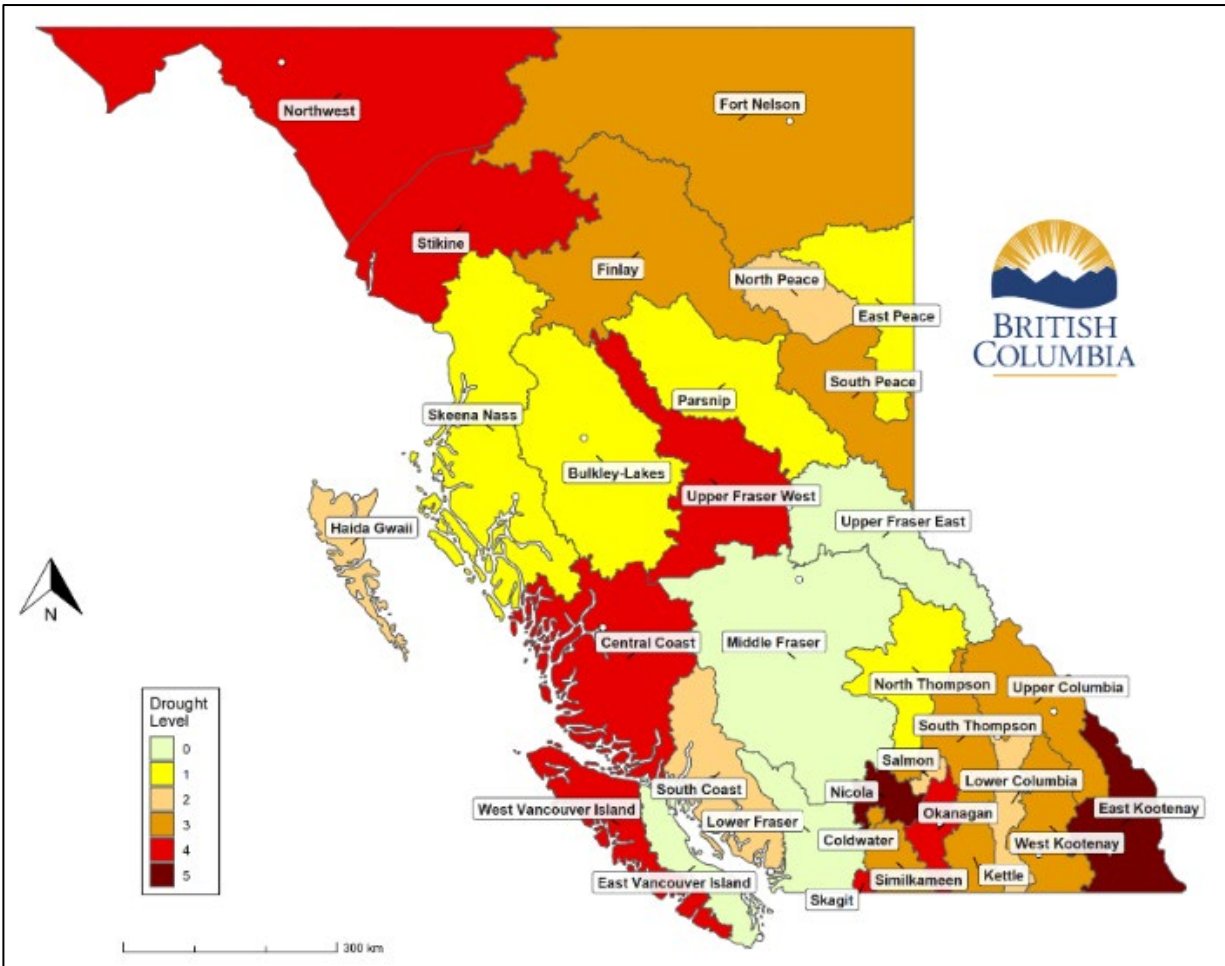 Northwest
Fort Nelson
Stikine
Finlay
North Peace
East Peace
BRITISH
COLUMBIA
South Peace
Parsnip
Skeena Nass
Bulkley-Lakes
Upper Fraser West
Upper Fraser East
Haida Gwaii
N
Central Coast
Middle Fraser
North Thompson
Upper Columbia
South Thompson
Drought
Level
0
1
2
3
4
5
Salmon
Lower Columbia
Nicola
South Coast
West Vancouver Island
Okanagan
East Kootenay
Lower Fraser
Coldwater
West Kootenay
East Vancouver Island
Similkameen
Kettle
Skagit
300 km